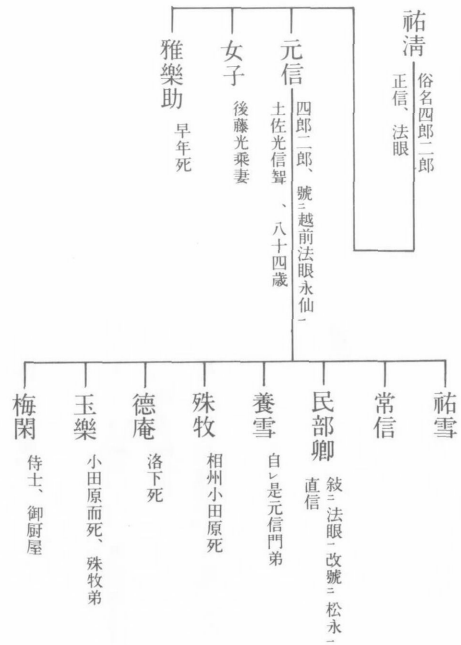 祐清
俗名四郎二郎
正信、法眼
元信
四郎二郎、號㆓越前法眼永仙㆒
土佐光信聟、八十四歳
女子
後藤光乘妻
雅樂助
早年死
祐雪
常信
民部卿
敍㆓法眼㆒改號㆓松永㆒
直信
養雪
自㆑是元信門弟
殊牧
相州小田原死
德庵
洛下死
玉樂
小田原而死、殊牧弟
梅閑
侍士、御厨屋